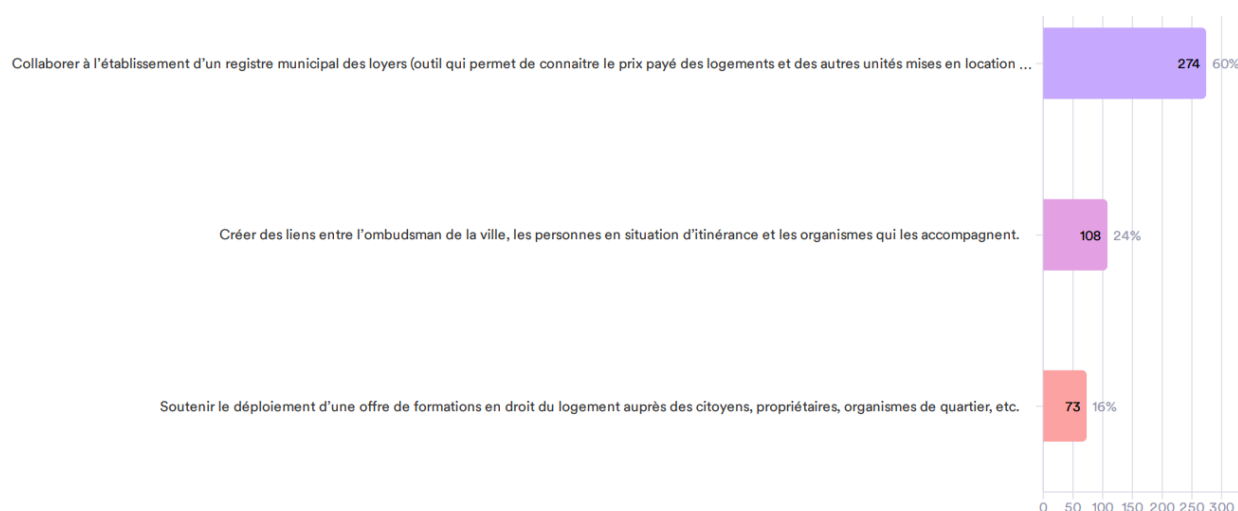 Collaborer à l'établissement d'un registre municipal des loyers (outil qui permet de connaitre le prix payé des logements et des autres unités mises en location ... 274 60%
Créer des liens entre l'ombudsman de la ville, les personnes en situation d'itinérance et les organismes qui les accompagnent. 108 24%
Soutenir le déploiement d'une offre de formations en droit du logement auprès des citoyens, propriétaires, organismes de quartier, etc. 73 16%
0 50 100 150 200 250 300